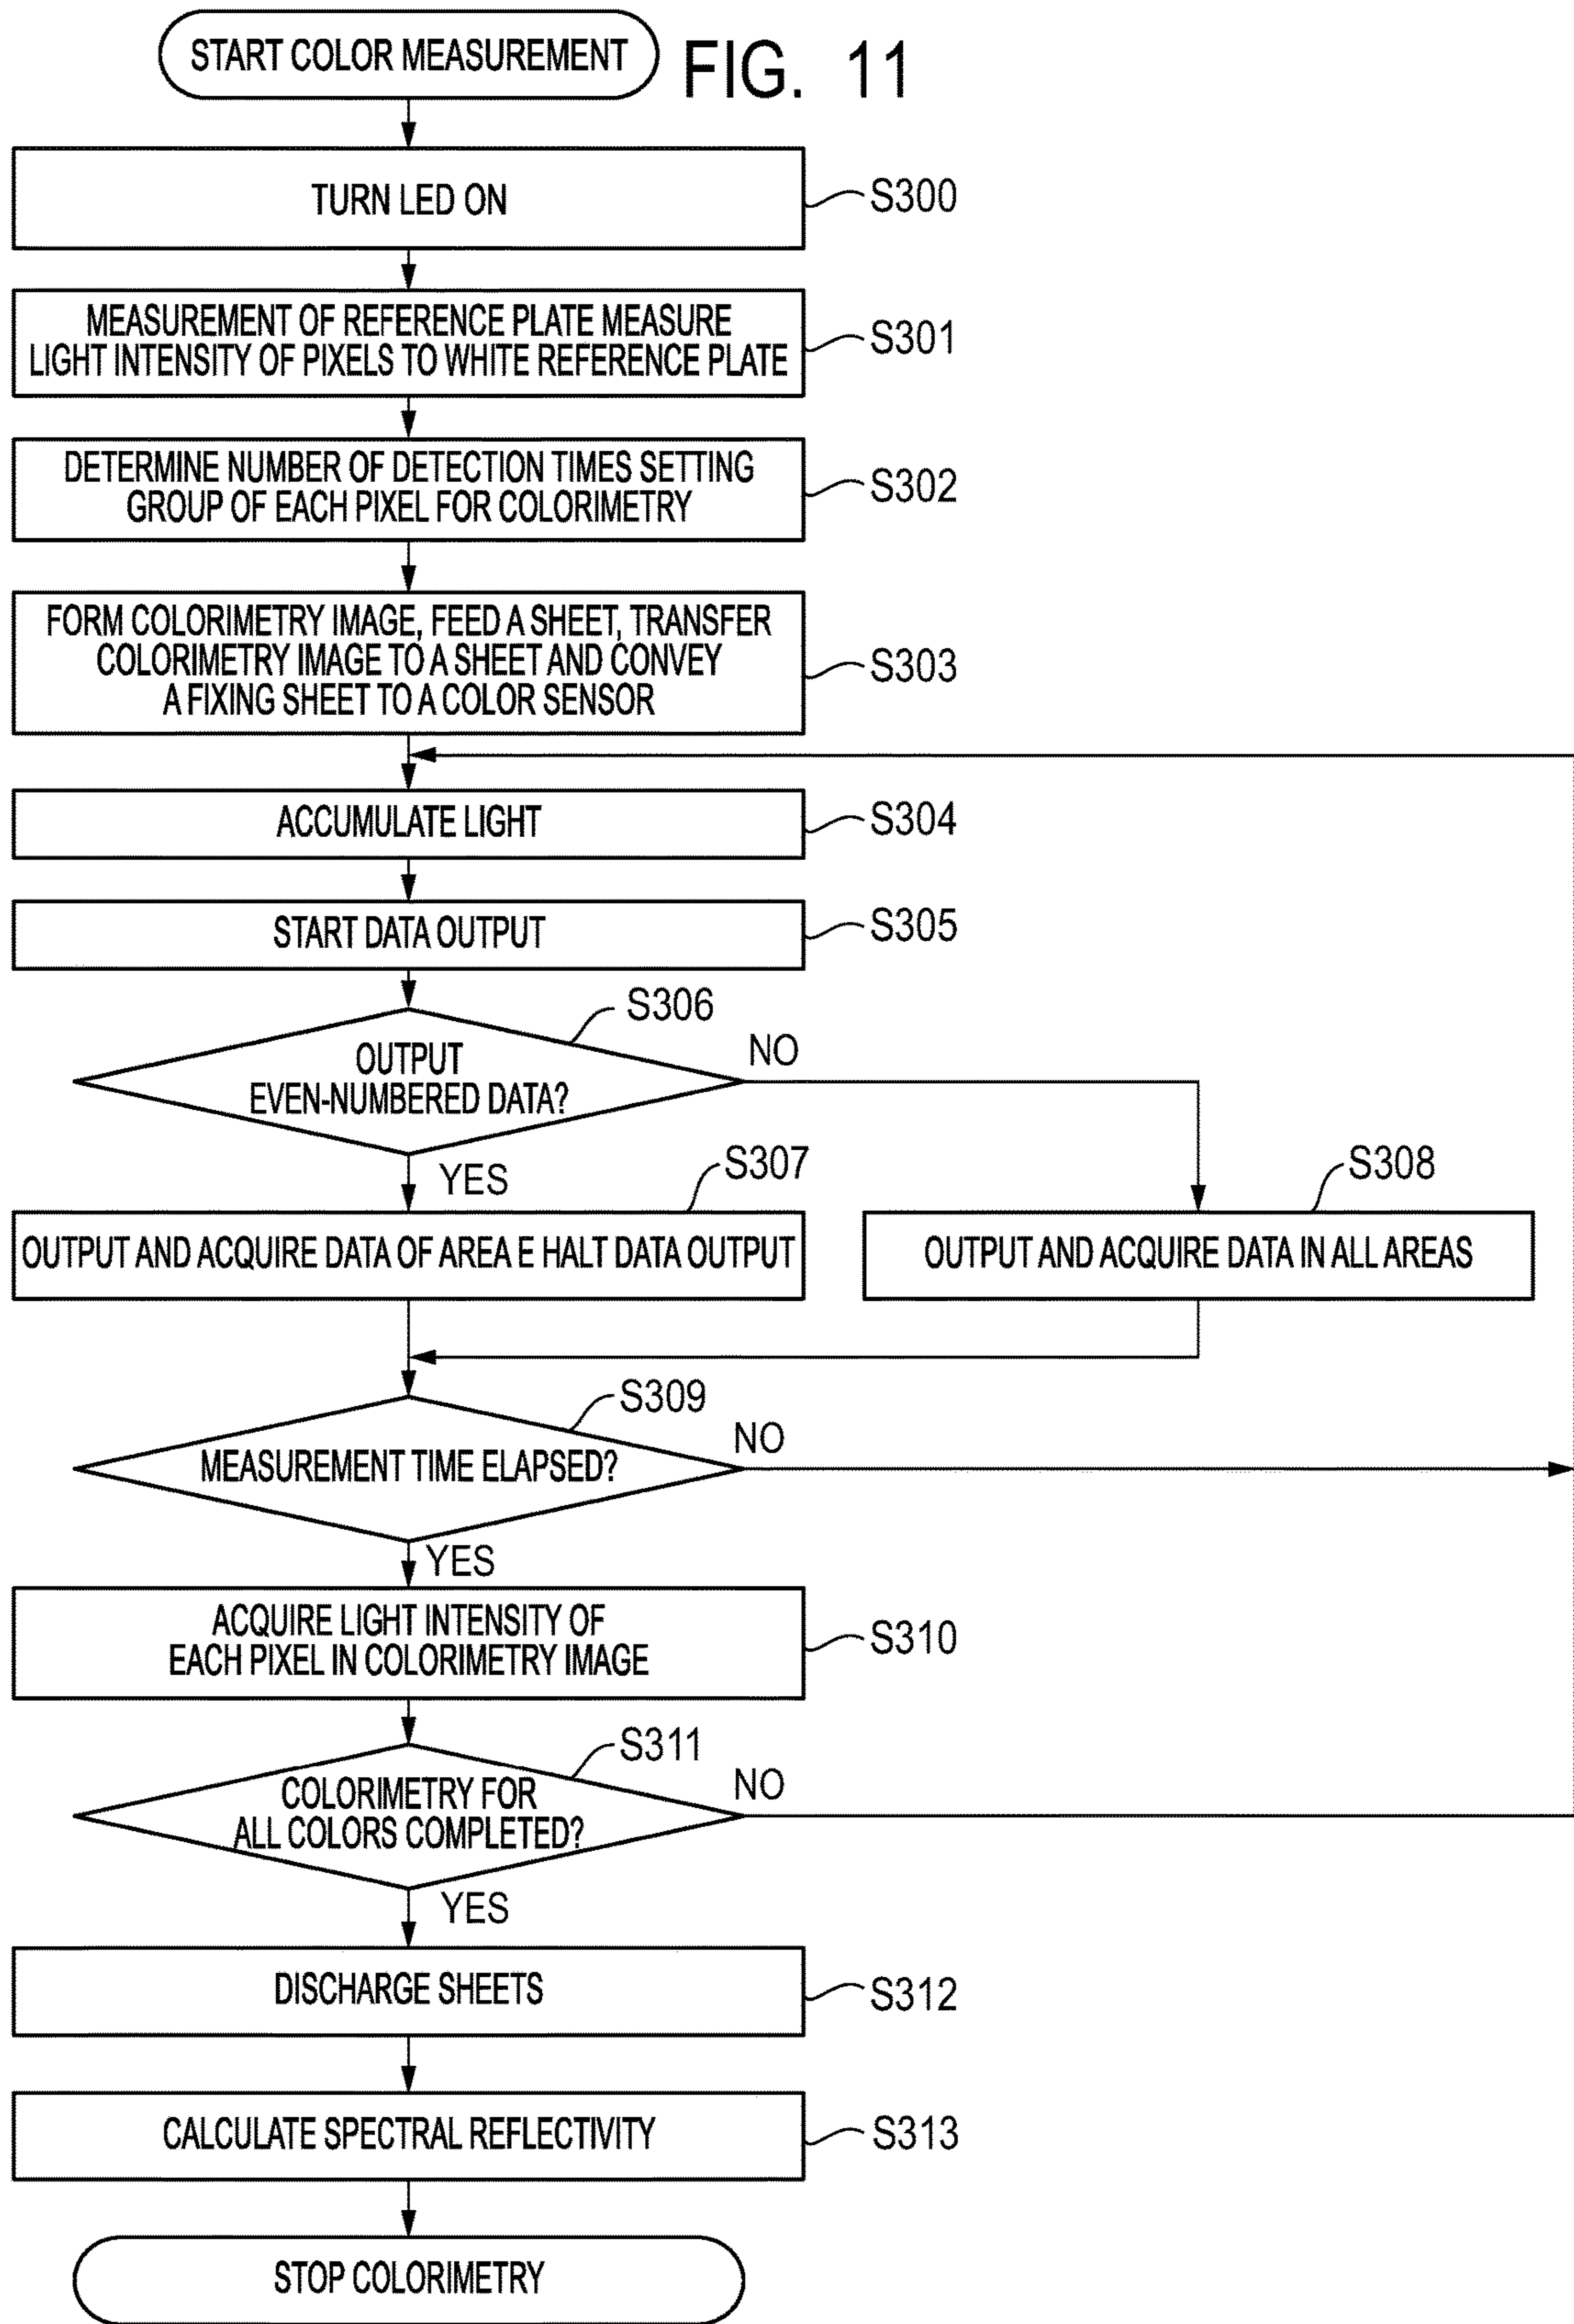 START COLOR MEASUREMENT
FIG. 11
TURN LED ON
S300
MEASUREMENT OF REFERENCE PLATE MEASURE
LIGHT INTENSITY OF PIXELS TO WHITE REFERENCE PLATE
S301
DETERMINE NUMBER OF DETECTION TIMES SETTING
GROUP OF EACH PIXEL FOR COLORIMETRY
S302
FORM COLORIMETRY IMAGE, FEED A SHEET, TRANSFER
COLORIMETRY IMAGE TO A SHEET AND CONVEY
A FIXING SHEET TO A COLOR SENSOR
S303
ACCUMULATE LIGHT
S304
START DATA OUTPUT
S305
S306
OUTPUT
EVEN-NUMBERED DATA?
NO
YES
S307
OUTPUT AND ACQUIRE DATA OF AREA E HALT DATA OUTPUT
S308
OUTPUT AND ACQUIRE DATA IN ALL AREAS
S309
MEASUREMENT TIME ELAPSED?
NO
YES
ACQUIRE LIGHT INTENSITY OF
EACH PIXEL IN COLORIMETRY IMAGE
S310
S311
COLORIMETRY FOR
ALL COLORS COMPLETED?
NO
YES
DISCHARGE SHEETS
S312
CALCULATE SPECTRAL REFLECTIVITY
S313
STOP COLORIMETRY